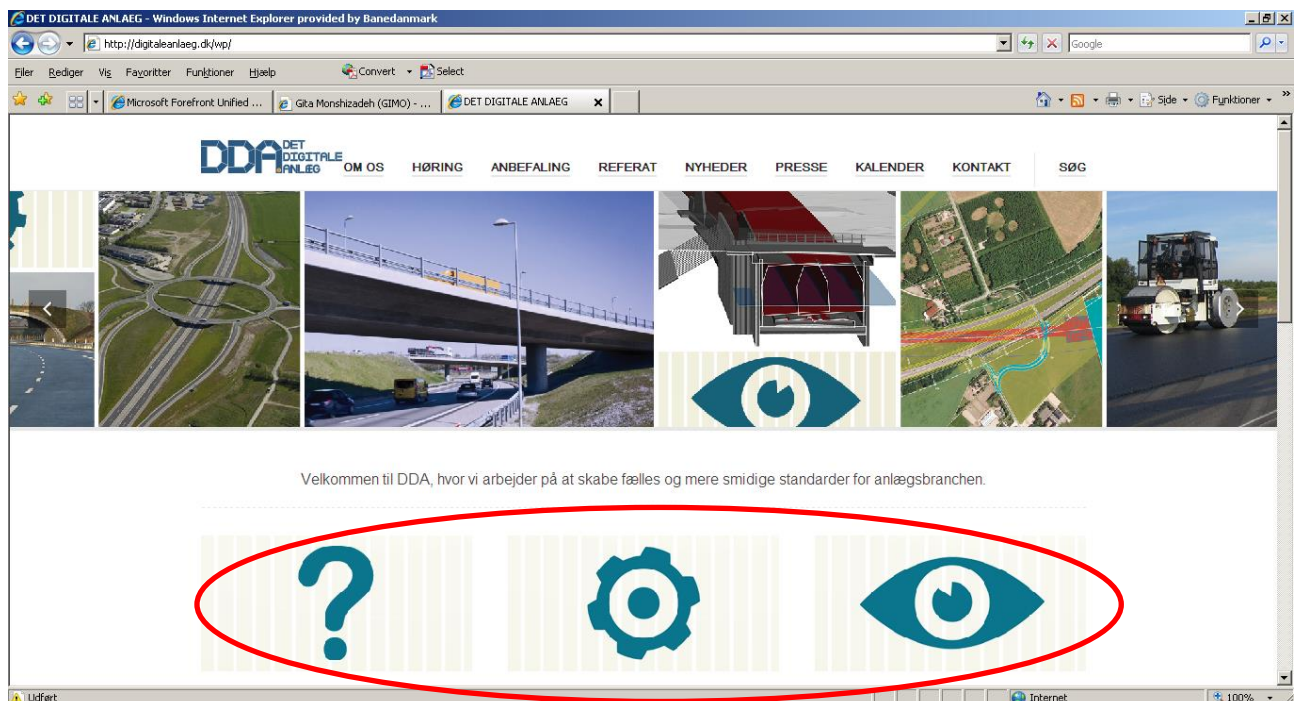 DET DIGITALE ANLAEG - Windows Internet Explorer provided by Banedanmark
http://digitaleanlaeg.dk/wp/
Google
Filer Rediger Vis Favoritter Funktioner Hjælp Convert Select
Microsoft Forefront Unified ... Gita Monshizadeh (GIMO) - ... DET DIGITALE ANLAEG Side Funktioner
DDA DET
DIGITALE
ANLÆG
OM OS HØRING ANBEFALING REFERAT NYHEDER PRESSE KALENDER KONTAKT SØG
Velkommen til DDA, hvor vi arbejder på at skabe fælles og mere smidige standarder for anlægsbranchen.
?
Udført Internet 100%